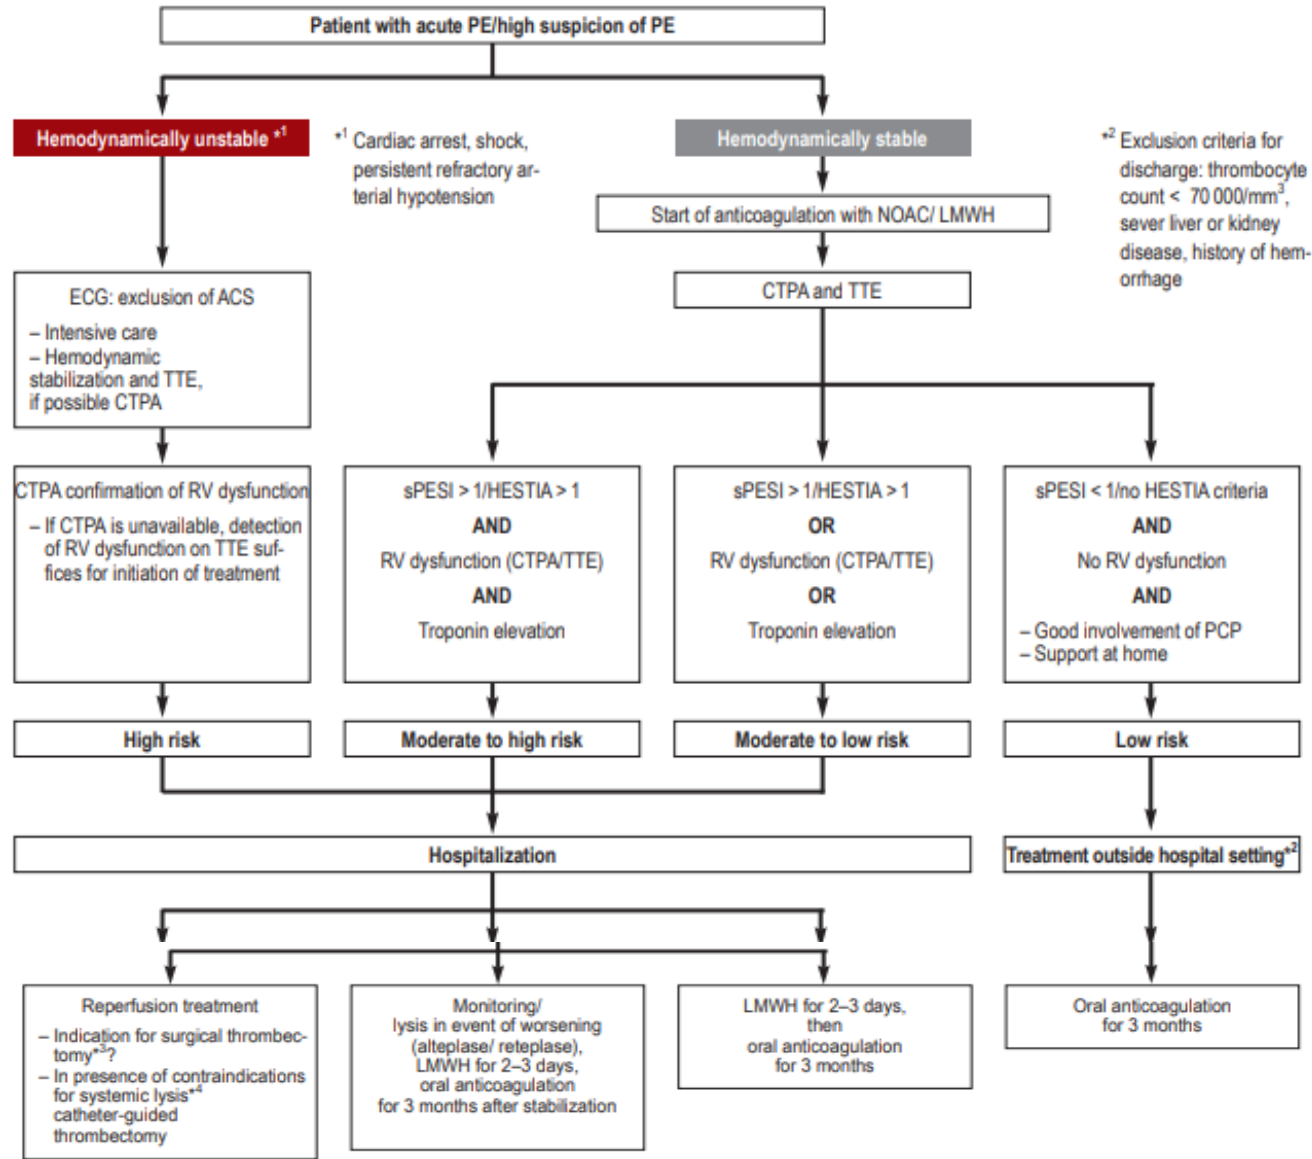 Patient with acute PE/high suspicion of PE
Hemodynamically unstable *1
*1 Cardiac arrest, shock,
persistent refractory ar-
terial hypotension
Hemodynamically stable
*2 Exclusion criteria for
discharge: thrombocyte
count < 70 000/mm3,
sever liver or kidney
disease, history of hem-
orrhage
Start of anticoagulation with NOAC/ LMWH
ECG: exclusion of ACS
– Intensive care
– Hemodynamic
stabilization and TTE,
if possible CTPA
CTPA and TTE
CTPA confirmation of RV dysfunction
– If CTPA is unavailable, detection
of RV dysfunction on TTE suf-
fices for initiation of treatment
sPESI > 1/HESTIA > 1
AND
RV dysfunction (CTPA/TTE)
AND
Troponin elevation
sPESI > 1/HESTIA > 1
OR
RV dysfunction (CTPA/TTE)
OR
Troponin elevation
sPESI < 1/no HESTIA criteria
AND
No RV dysfunction
AND
– Good involvement of PCP
– Support at home
High risk
Moderate to high risk
Moderate to low risk
Low risk
Hospitalization
Treatment outside hospital setting*2
Reperfusion treatment
– Indication for surgical thrombec-
tomy*3?
– In presence of contraindications
for systemic lysis*4
catheter-guided
thrombectomy
Monitoring/
lysis in event of worsening
(alteplase/ reteplase),
LMWH for 2–3 days,
oral anticoagulation
for 3 months after stabilization
LMWH for 2–3 days,
then
oral anticoagulation
for 3 months
Oral anticoagulation
for 3 months